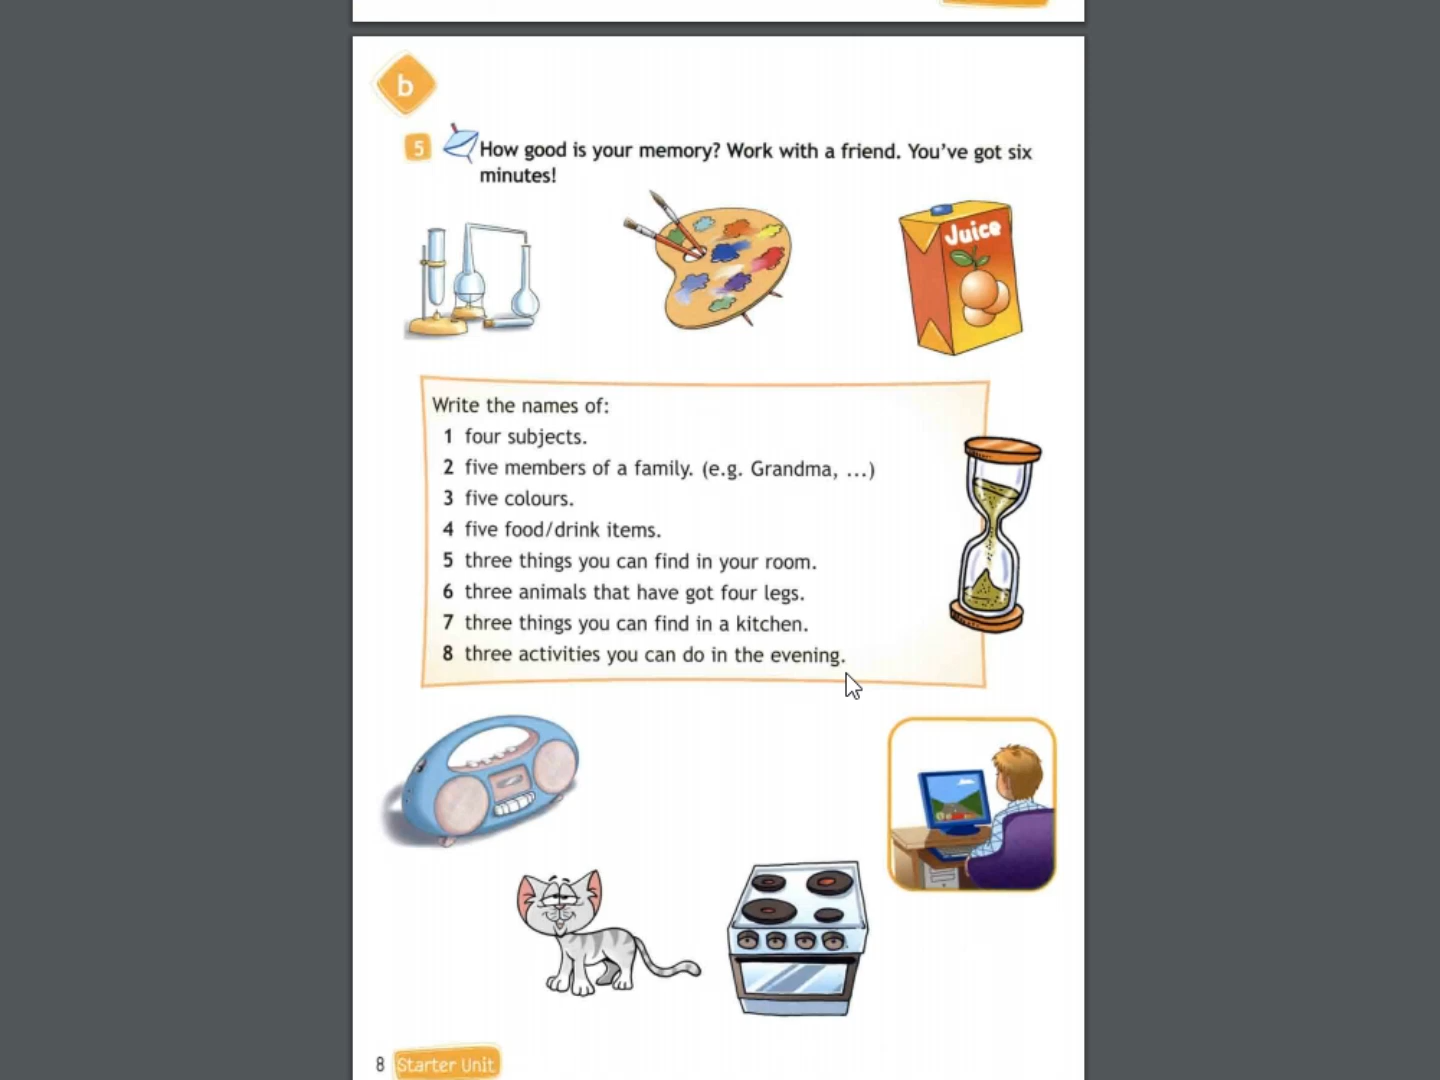 b
5 How good is your memory? Work with a friend. You've got six
minutes!
Juice
Write the names of:
1 four subjects.
2 five members of a family. (e.g. Grandma, ...)
3 five colours.
4 five food/drink items.
5 three things you can find in your room.
6 three animals that have got four legs.
7 three things you can find in a kitchen.
8 three activities you can do in the evening.
8 Starter Unit